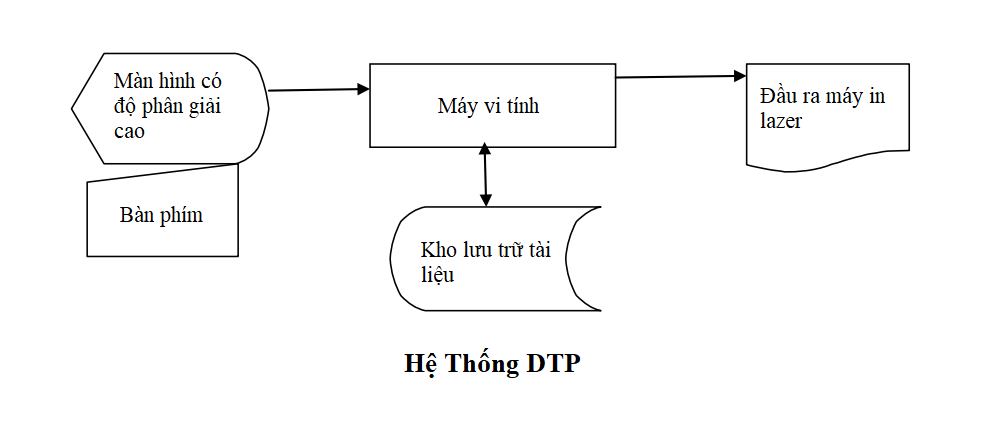 Màn hình có
độ phân giải
cao
Máy vi tính
Đầu ra máy in
lazer
Bàn phím
Kho lưu trữ tài
liệu
Hệ Thống DTP